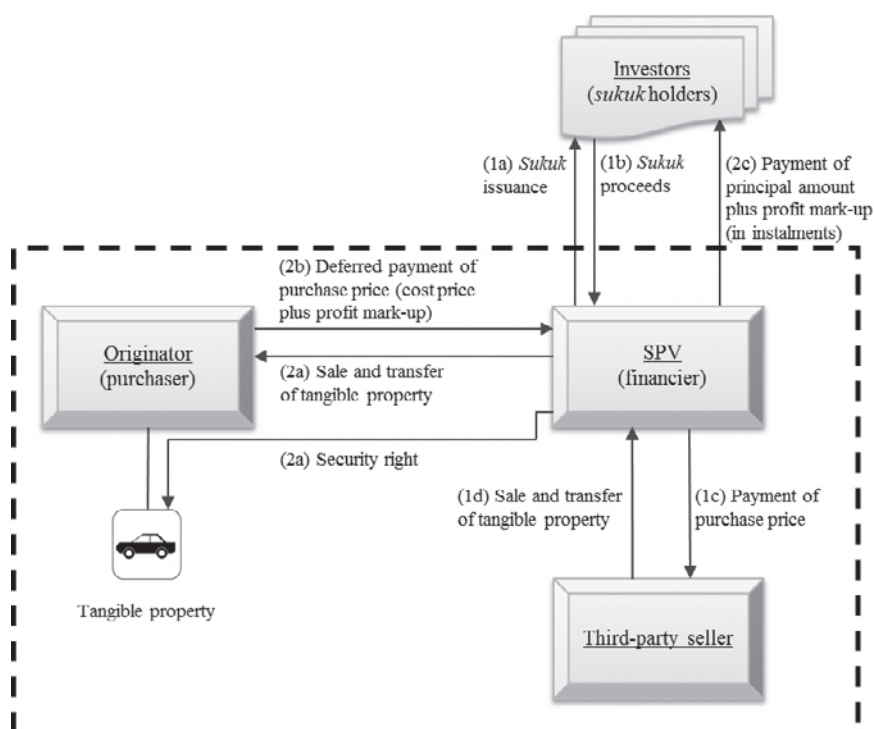 Investors
(sukuk holders)
(1a) Sukuk
issuance
(1b) Sukuk
proceeds
(2c) Payment of
principal amount
plus profit mark-up
(in instalments)
(2b) Deferred payment of
purchase price (cost price
plus profit mark-up)
Originator
(purchaser)
SPV
(financier)
(2a) Sale and transfer
of tangible property
(2a) Security right
(1d) Sale and transfer
of tangible property
(1c) Payment of
purchase price
Tangible property
Third-party seller